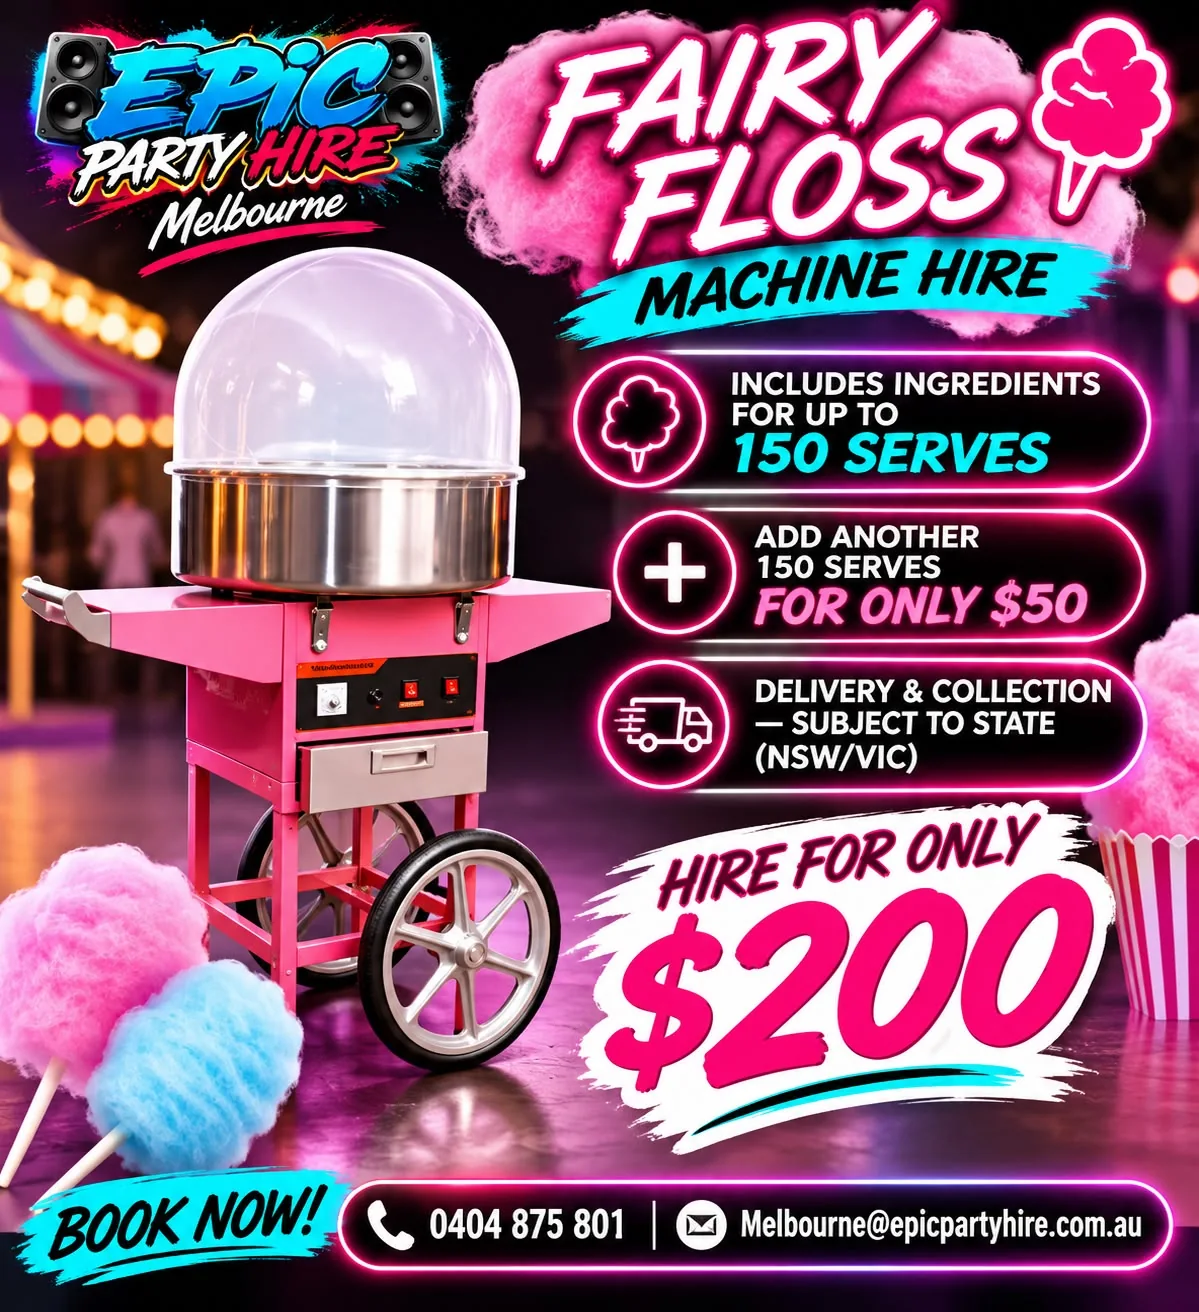 EPiC
PARTY HIRE
Melbourne
FAIRY
FLOSS
MACHINE HIRE
INCLUDES INGREDIENTS
FOR UP TO
150 SERVES
ADD ANOTHER
150 SERVES
FOR ONLY $50
DELIVERY & COLLECTION
— SUBJECT TO STATE
(NSW/VIC)
HIRE FOR ONLY
$200
BOOK NOW!
0404 875 801
Melbourne@epicpartyhire.com.au